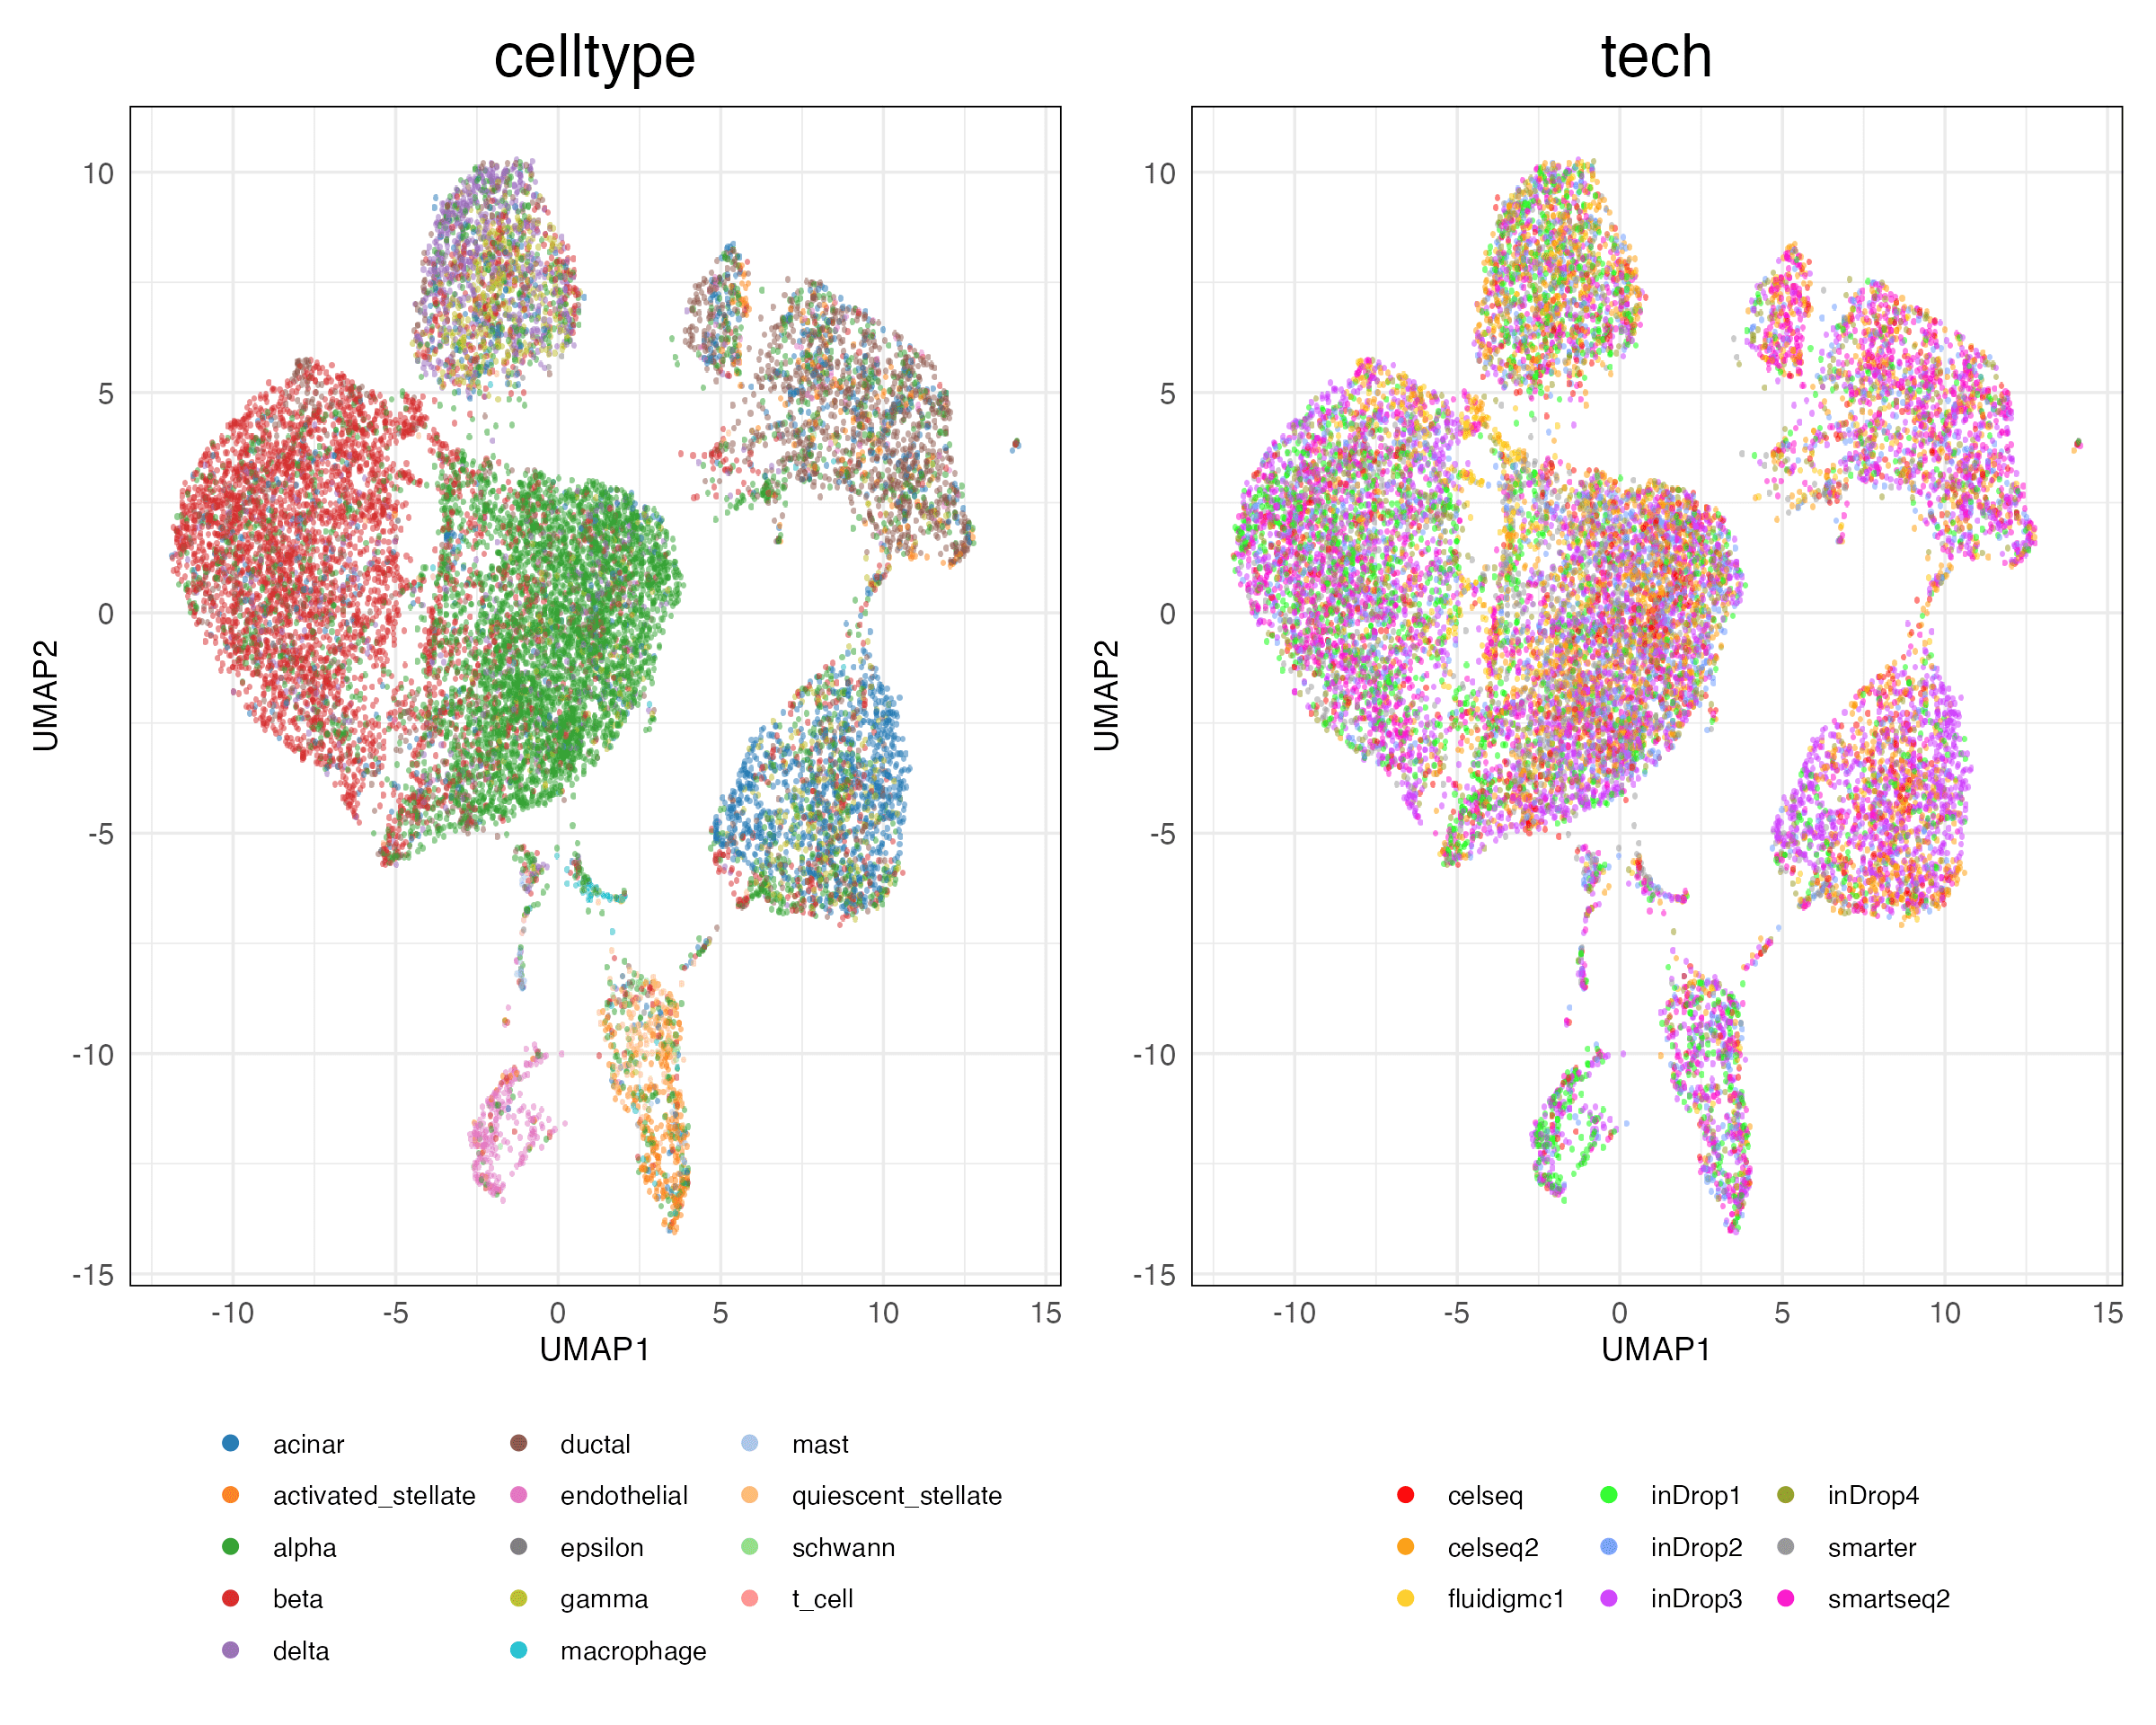 celltype
10
5
0
-5
-10
-15
UMAP2
-10 -5 0 5 10 15
UMAP1
acinar ductal mast
activated_stellate endothelial quiescent_stellate
alpha epsilon schwann
beta gamma t_cell
delta macrophage
tech
10
5
0
-5
-10
-15
UMAP2
-10 -5 0 5 10 15
UMAP1
celseq inDrop1 inDrop4
celseq2 inDrop2 smarter
fluidigmc1 inDrop3 smartseq2